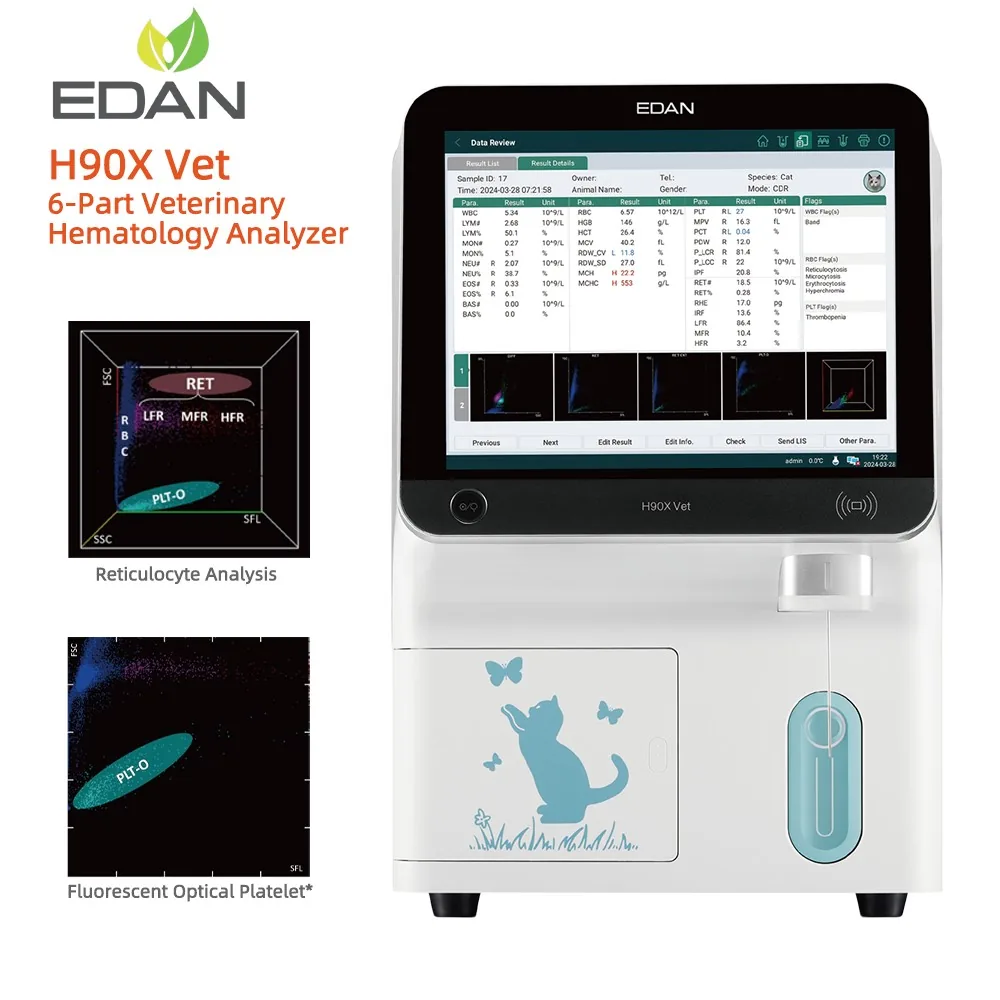 EDAN
H90X Vet
6-Part Veterinary
Hematology Analyzer
FSC
RET
LFR MFR HFR
RBC
PLT-O
SFL
SSC
Reticulocyte Analysis
FSC
PLT-O
SFL
Fluorescent Optical Platelet*
EDAN
Data Review
Result List Result Details
Sample ID: 17 Owner: Tel.: Species: Cat
Time: 2024-03-28 07:21:58 Animal Name: Gender: Mode: CDR
Para. Result Unit Para. Result Unit Para. Result Unit Flags
WBC 5.34 10^9/L RBC 6.57 10^12/L PLT R L 27 10^9/L WBC Flag(s)
LYM# 2.68 10^9/L HGB 146 g/L MPV R 16.3 fL Band
LYM% 50.1 % HCT 26.4 % PCT R L 0.04 %
MON# 0.27 10^9/L MCV 40.2 fL PDW R 12.0
MON% 5.1 % RDW_CV L 11.8 % P_LCR R 81.4 %
NEU# R 2.07 10^9/L RDW_SD 27.0 fL P_LCC R 22 10^9/L RBC Flag(s)
NEU% R 38.7 % MCH H 22.2 pg IPF 20.8 % Reticulocytosis
EOS# R 0.33 10^9/L MCHC H 553 g/L RET# 18.5 10^9/L Microcytosis
EOS% R 6.1 % RET% 0.28 % Erythrocytosis
BAS# 0.00 10^9/L RHE 17.0 pg Hyperchromia
BAS% 0.0 % IRF 13.6 % PLT Flag(s)
LFR 86.4 % Thrombopenia
MFR 10.4 %
HFR 3.2 %
1
DIFF RET RET EXT PLT-O
2
Previous Next Edit Result Edit Info. Check Send LIS Other Para.
admin 0.0℃ 19:22
2024-03-28
H90X Vet